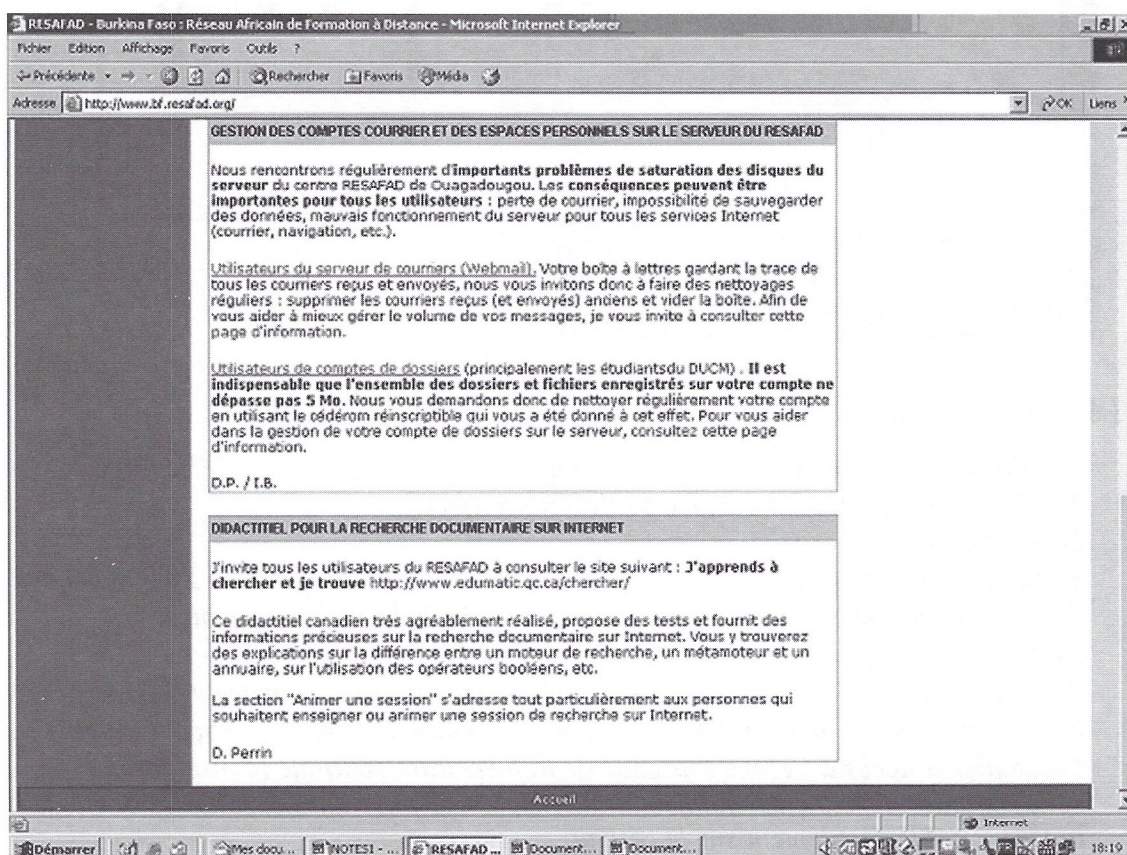 RESAFAD - Burkina Faso : Réseau Africain de Formation à Distance - Microsoft Internet Explorer
Fichier Edition Affichage Favoris Outils ?
Précédente Rechercher Favoris Média
Adresse http://www.bf.resafad.org/ OK Liens
GESTION DES COMPTES COURRIER ET DES ESPACES PERSONNELS SUR LE SERVEUR DU RESAFAD
Nous rencontrons régulièrement d'importants problèmes de saturation des disques du
serveur du centre RESAFAD de Ouagadougou. Les conséquences peuvent être
importantes pour tous les utilisateurs : perte de courrier, impossibilité de sauvegarder
des données, mauvais fonctionnement du serveur pour tous les services Internet
(courrier, navigation, etc.).
Utilisateurs du serveur de courriers (Webmail). Votre boîte à lettres gardant la trace de
tous les courriers reçus et envoyés, nous vous invitons donc à faire des nettoyages
réguliers : supprimer les courriers reçus (et envoyés) anciens et vider la boîte. Afin de
vous aider à mieux gérer le volume de vos messages, je vous invite à consulter cette
page d'information.
Utilisateurs de comptes de dossiers (principalement les étudiantsdu DUCM) . Il est
indispensable que l'ensemble des dossiers et fichiers enregistrés sur votre compte ne
dépasse pas 5 Mo. Nous vous demandons donc de nettoyer régulièrement votre compte
en utilisant le cédérom réinscriptible qui vous a été donné à cet effet. Pour vous aider
dans la gestion de votre compte de dossiers sur le serveur, consultez cette page
d'information.
D.P. / I.B.
DIDACTITIEL POUR LA RECHERCHE DOCUMENTAIRE SUR INTERNET
J'invite tous les utilisateurs du RESAFAD à consulter le site suivant : J'apprends à
chercher et je trouve http://www.edumatic.qc.ca/chercher/
Ce didactitiel canadien très agréablement réalisé, propose des tests et fournit des
informations précieuses sur la recherche documentaire sur Internet. Vous y trouverez
des explications sur la différence entre un moteur de recherche, un métamoteur et un
annuaire, sur l'utilisation des opérateurs booléens, etc.
La section "Animer une session" s'adresse tout particulièrement aux personnes qui
souhaitent enseigner ou animer une session de recherche sur Internet.
D. Perrin
Accueil
Internet
Démarrer Mes docu... NOTES1 - ... RESAFAD ... Document... Document... 18:19